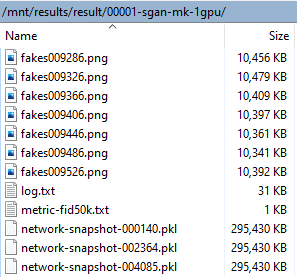 /mnt/results/result/00001-sgan-mk-1gpu/
Name Size
fakes009286.png 10,456 KB
fakes009326.png 10,479 KB
fakes009366.png 10,409 KB
fakes009406.png 10,397 KB
fakes009446.png 10,361 KB
fakes009486.png 10,341 KB
fakes009526.png 10,392 KB
log.txt 31 KB
metric-fid50k.txt 1 KB
network-snapshot-000140.pkl 295,430 KB
network-snapshot-002364.pkl 295,430 KB
network-snapshot-004085.pkl 295,430 KB